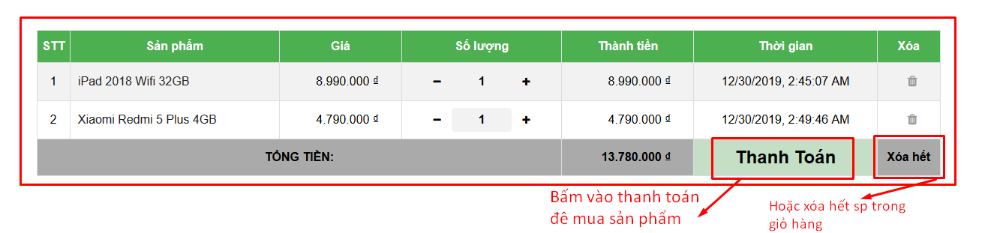 STT Sản phẩm Giá Số lượng Thành tiền Thời gian Xóa
1 iPad 2018 Wifi 32GB 8.990.000 ₫ − 1 + 8.990.000 ₫ 12/30/2019, 2:45:07 AM
2 Xiaomi Redmi 5 Plus 4GB 4.790.000 ₫ − 1 + 4.790.000 ₫ 12/30/2019, 2:49:46 AM
TỔNG TIỀN: 13.780.000 ₫ Thanh Toán Xóa hết
Bấm vào thanh toán
đê mua sản phẩm
Hoặc xóa hết sp trong
giỏ hàng